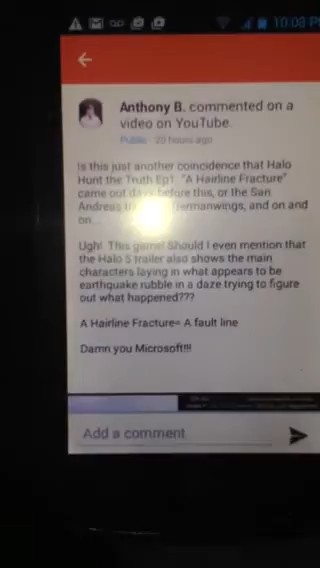 10:08 P
Anthony B. commented on a
video on YouTube.
Public - 20 hours ago
Is this just another coincidence that Halo
Hunt the Truth Ep1. "A Hairline Fracture"
came out days before this, or the San
Andreas Germanwings, and on and
on...
Ugh! This game! Should I even mention that
the Halo 5 trailer also shows the main
characters laying in what appears to be
earthquake rubble in a daze trying to figure
out what happened???
A Hairline Fracture= A fault line
Damn you Microsoft!!!
Add a comment